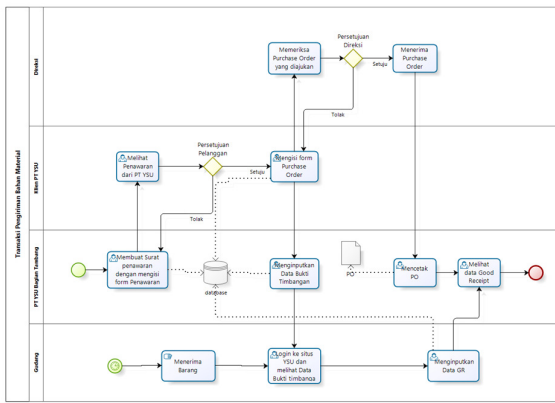 Transaksi Pengiriman Bahan Material
Direksi
Memeriksa
Purchase Order
yang diajukan
Persetujuan
Direksi
Setuju
Menerima
Purchase
Order
Tolak
Klien PT YSU
Melihat
Penawaran
dari PT YSU
Persetujuan
Pelanggan
Setuju
Mengisi form
Purchase
Order
Tolak
PT YSU Bagian Tambang
Membuat Surat
penawaran
dengan mengisi
form Penawaran
database
Menginputkan
Data Bukti
Timbangan
PO
Mencetak
PO
Melihat
data Good
Receipt
Gudang
Menerima
Barang
Login ke situs
YSU dan
melihat Data
Bukti timbanga
Menginputkan
Data GR